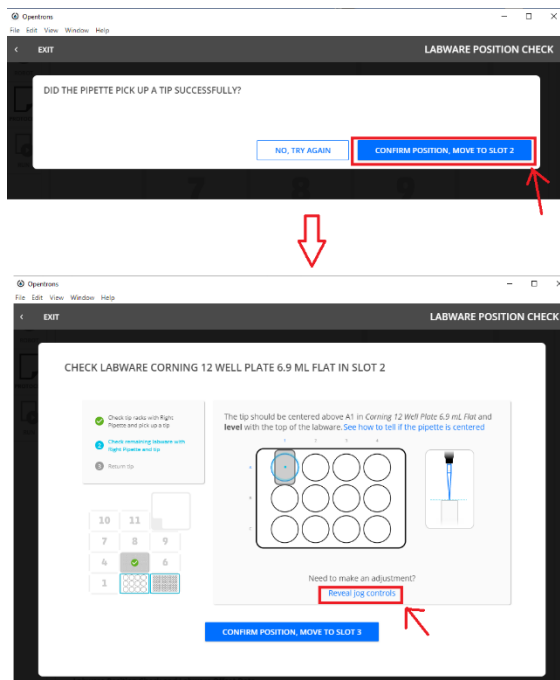 Opentrons
File Edit View Window Help
EXIT
LABWARE POSITION CHECK
DID THE PIPETTE PICK UP A TIP SUCCESSFULLY?
NO, TRY AGAIN
CONFIRM POSITION, MOVE TO SLOT 2
7 8 9
Opentrons
File Edit View Window Help
EXIT
LABWARE POSITION CHECK
CHECK LABWARE CORNING 12 WELL PLATE 6.9 ML FLAT IN SLOT 2
Check tip racks with Right
Pipette and pick up a tip
2 Check remaining labware with
Right Pipette and tip
3 Return tip
The tip should be centered above A1 in Corning 12 Well Plate 6.9 mL Flat and
level with the top of the labware. See how to tell if the pipette is centered
1 2 3 4
A
B
C
10 11
7 8 9
4 6
1
Need to make an adjustment?
Reveal jog controls
CONFIRM POSITION, MOVE TO SLOT 3